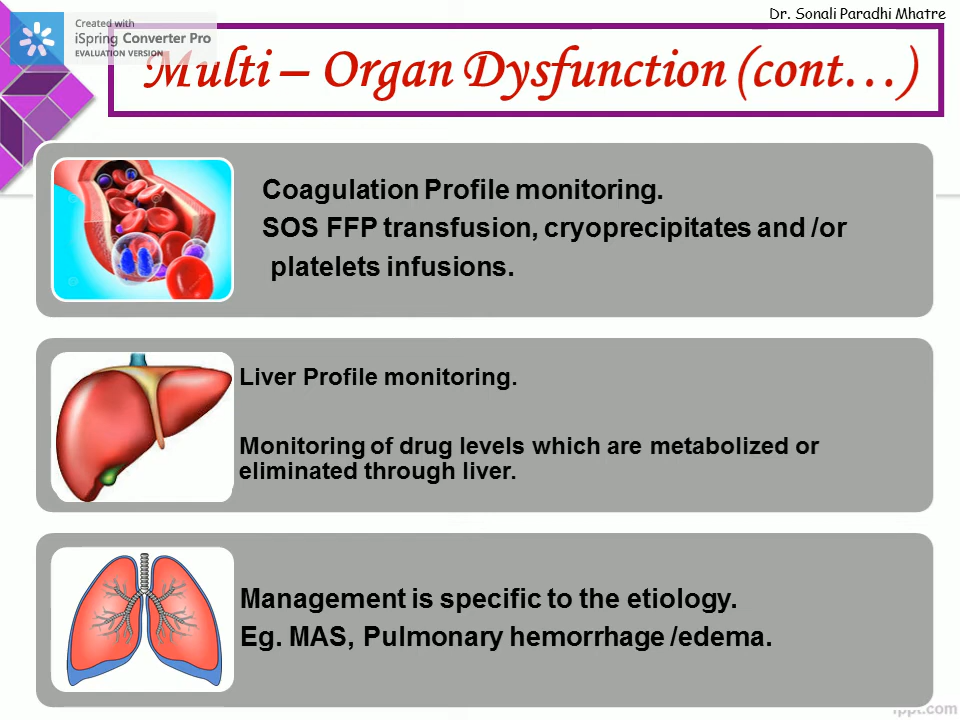 Dr. Sonali Paradhi Mhatre
Created with
iSpring Converter Pro
EVALUATION VERSION
Multi – Organ Dysfunction (cont…)
Coagulation Profile monitoring.
SOS FFP transfusion, cryoprecipitates and /or
platelets infusions.
Liver Profile monitoring.
Monitoring of drug levels which are metabolized or
eliminated through liver.
Management is specific to the etiology.
Eg. MAS, Pulmonary hemorrhage /edema.
fppt.com